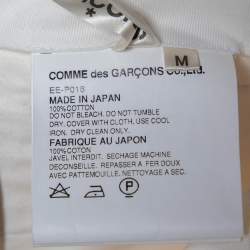 M
COMME des GARÇONS Co.,Ltd.
EE-P018
MADE IN JAPAN
100%COTTON
DO NOT BLEACH. DO NOT TUMBLE
DRY. COVER WITH CLOTH, USE COOL
IRON. DRY CLEAN ONLY.
FABRIQUE AU JAPON
100%COTTON
JAVEL INTERDIT. SECHAGE MACHINE
DECONSEILLE. REPASSER A FER DOUX
AVEC PATTEMOUILLE. NETTOYAGE A SEC.
P